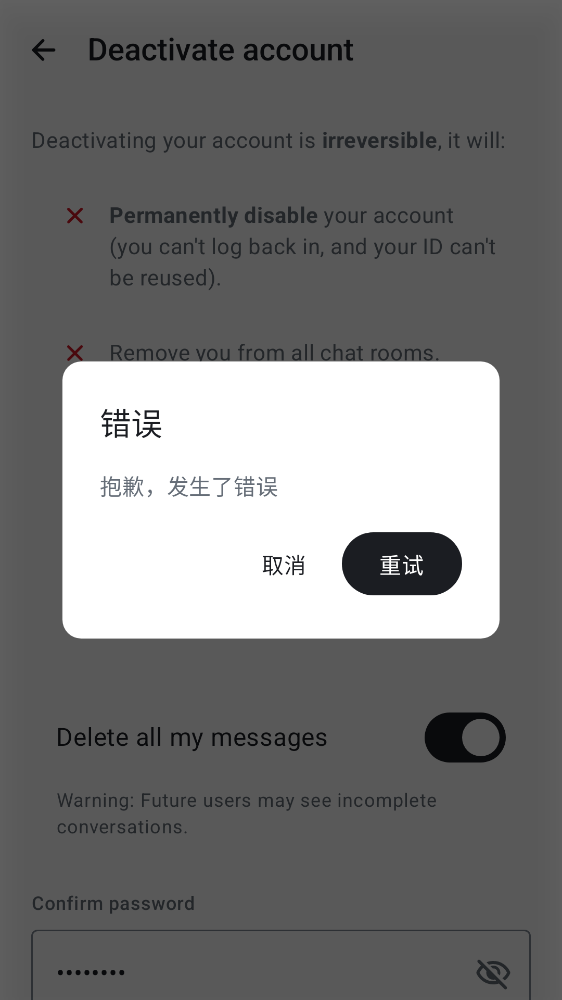 Deactivate account
Deactivating your account is irreversible, it will:
Permanently disable your account
(you can't log back in, and your ID can't
be reused).
Remove you from all chat rooms.
错误
抱歉，发生了错误
取消
重试
Delete all my messages
Warning: Future users may see incomplete
conversations.
Confirm password